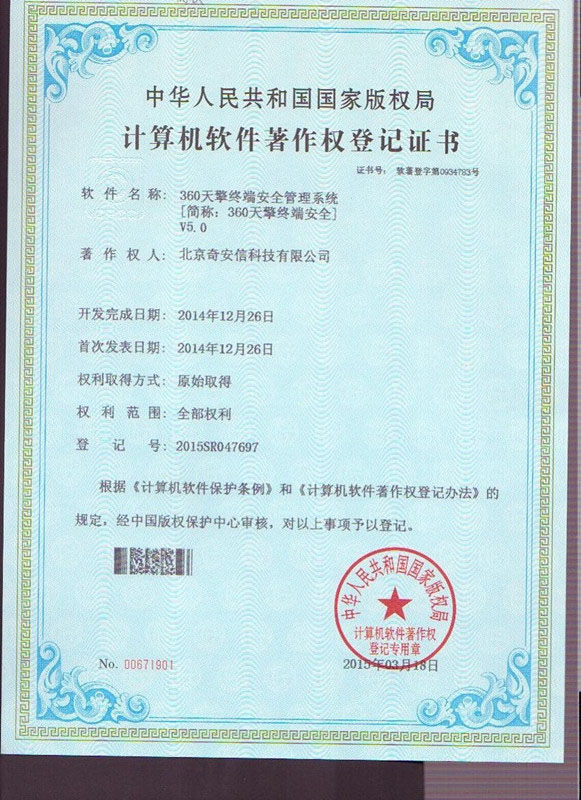 中华人民共和国国家版权局
计算机软件著作权登记证书
证书号： 软著登字第0934783号
软件名称： 360天擎终端安全管理系统
[简称：360天擎终端安全]
V5.0
著作权人： 北京奇安信科技有限公司
开发完成日期： 2014年12月26日
首次发表日期： 2014年12月26日
权利取得方式： 原始取得
权利范围： 全部权利
登记号： 2015SR047697
根据《计算机软件保护条例》和《计算机软件著作权登记办法》的
规定，经中国版权保护中心审核，对以上事项予以登记。
中华人民共和国国家版权局
计算机软件著作权
登记专用章
No. 00671901
2015年03月18日